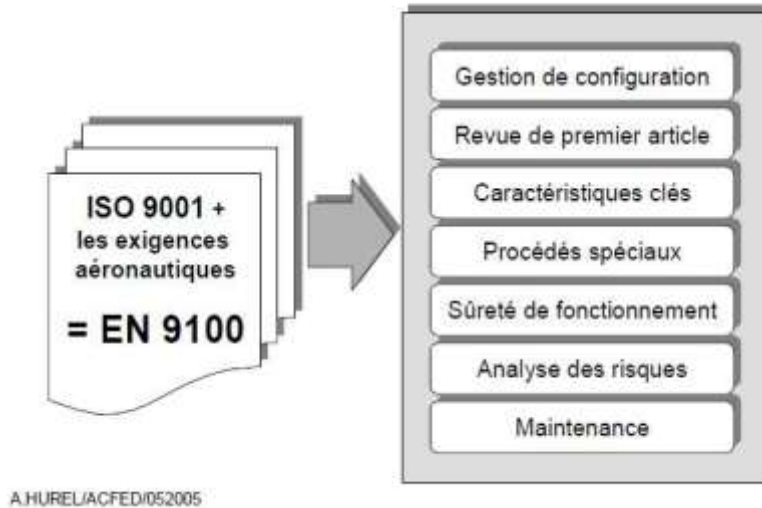 ISO 9001 +
les exigences
aéronautiques
= EN 9100
Gestion de configuration
Revue de premier article
Caractéristiques clés
Procédés spéciaux
Sûreté de fonctionnement
Analyse des risques
Maintenance
A.HUREL/ACFED/052005